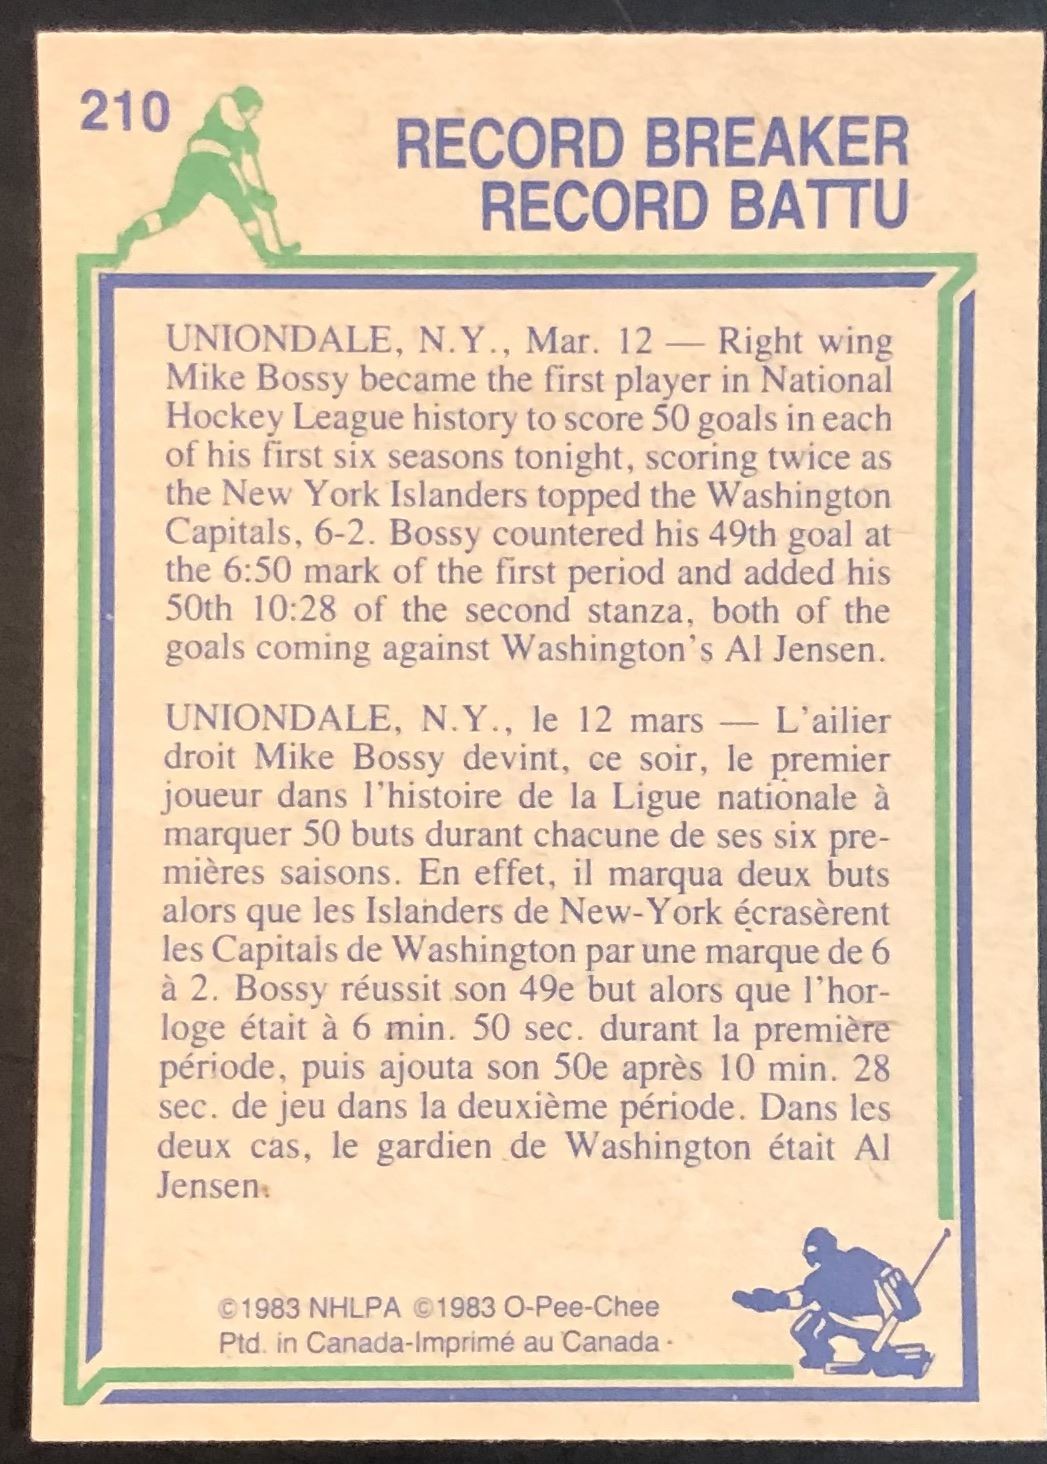 210
RECORD BREAKER
RECORD BATTU
UNIONDALE, N.Y., Mar. 12 — Right wing
Mike Bossy became the first player in National
Hockey League history to score 50 goals in each
of his first six seasons tonight, scoring twice as
the New York Islanders topped the Washington
Capitals, 6-2. Bossy countered his 49th goal at
the 6:50 mark of the first period and added his
50th 10:28 of the second stanza, both of the
goals coming against Washington's Al Jensen.
UNIONDALE, N.Y., le 12 mars — L'ailier
droit Mike Bossy devint, ce soir, le premier
joueur dans l'histoire de la Ligue nationale à
marquer 50 buts durant chacune de ses six pre-
mières saisons. En effet, il marqua deux buts
alors que les Islanders de New-York écrasèrent
les Capitals de Washington par une marque de 6
à 2. Bossy réussit son 49e but alors que l'hor-
loge était à 6 min. 50 sec. durant la première
période, puis ajouta son 50e après 10 min. 28
sec. de jeu dans la deuxième période. Dans les
deux cas, le gardien de Washington était Al
Jensen.
©1983 NHLPA ©1983 O-Pee-Chee
Ptd. in Canada-Imprimé au Canada